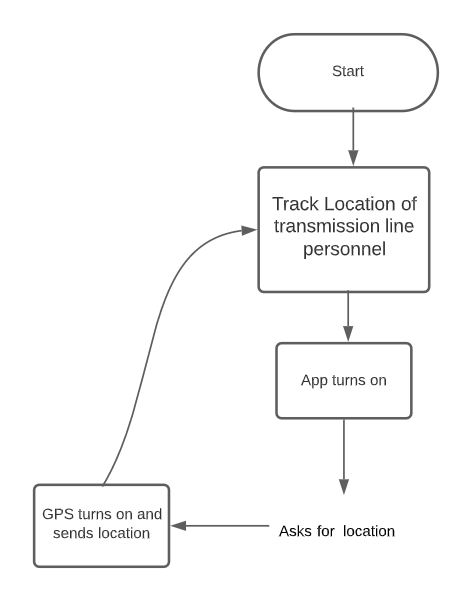 Start
Track Location of
transmission line
personnel
App turns on
GPS turns on and
sends location
Asks for location